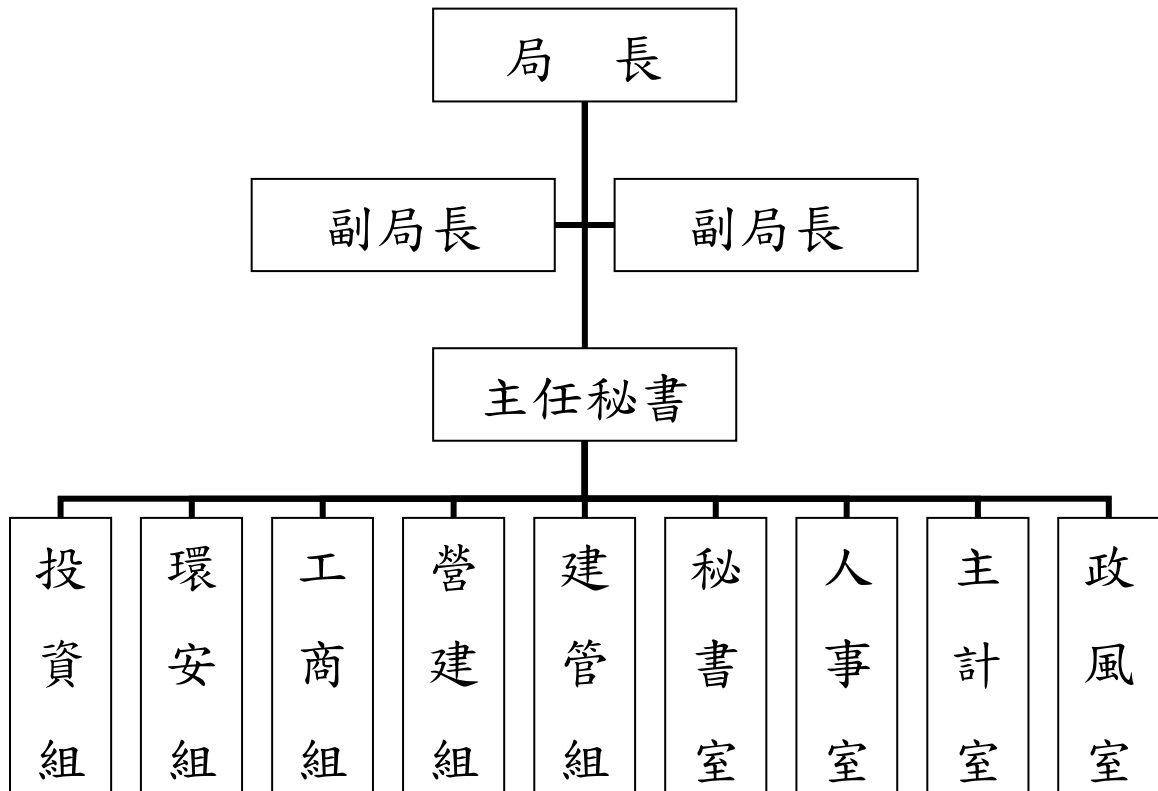 局　長
副局長
副局長
主任秘書
投資組
環安組
工商組
營建組
建管組
秘書室
人事室
主計室
政風室